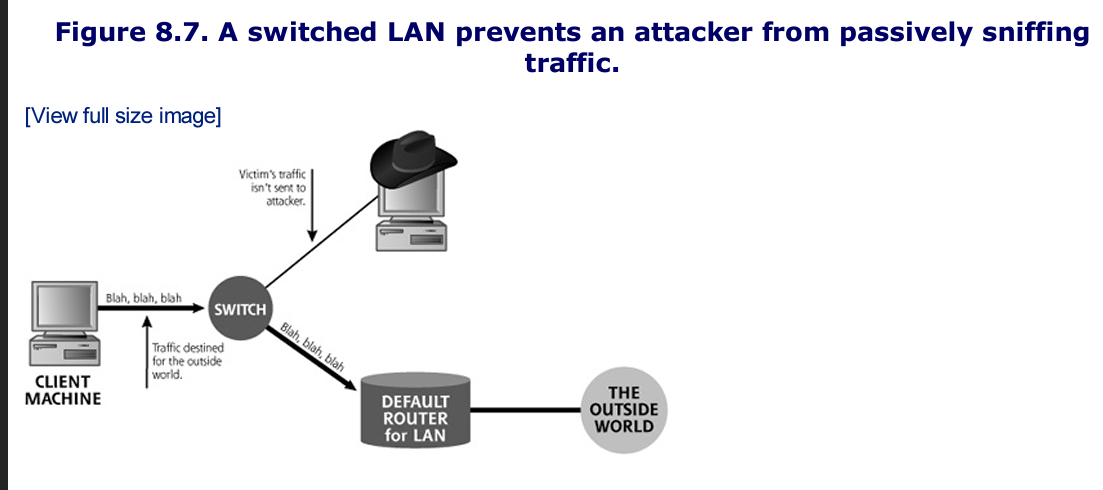 Figure 8.7. A switched LAN prevents an attacker from passively sniffing
traffic.
[View full size image]
Victim's traffic
isn't sent to
attacker.
Blah, blah, blah
SWITCH
Traffic destined
for the outside
world.
CLIENT
MACHINE
Blah, blah, blah
DEFAULT
ROUTER
for LAN
THE
OUTSIDE
WORLD